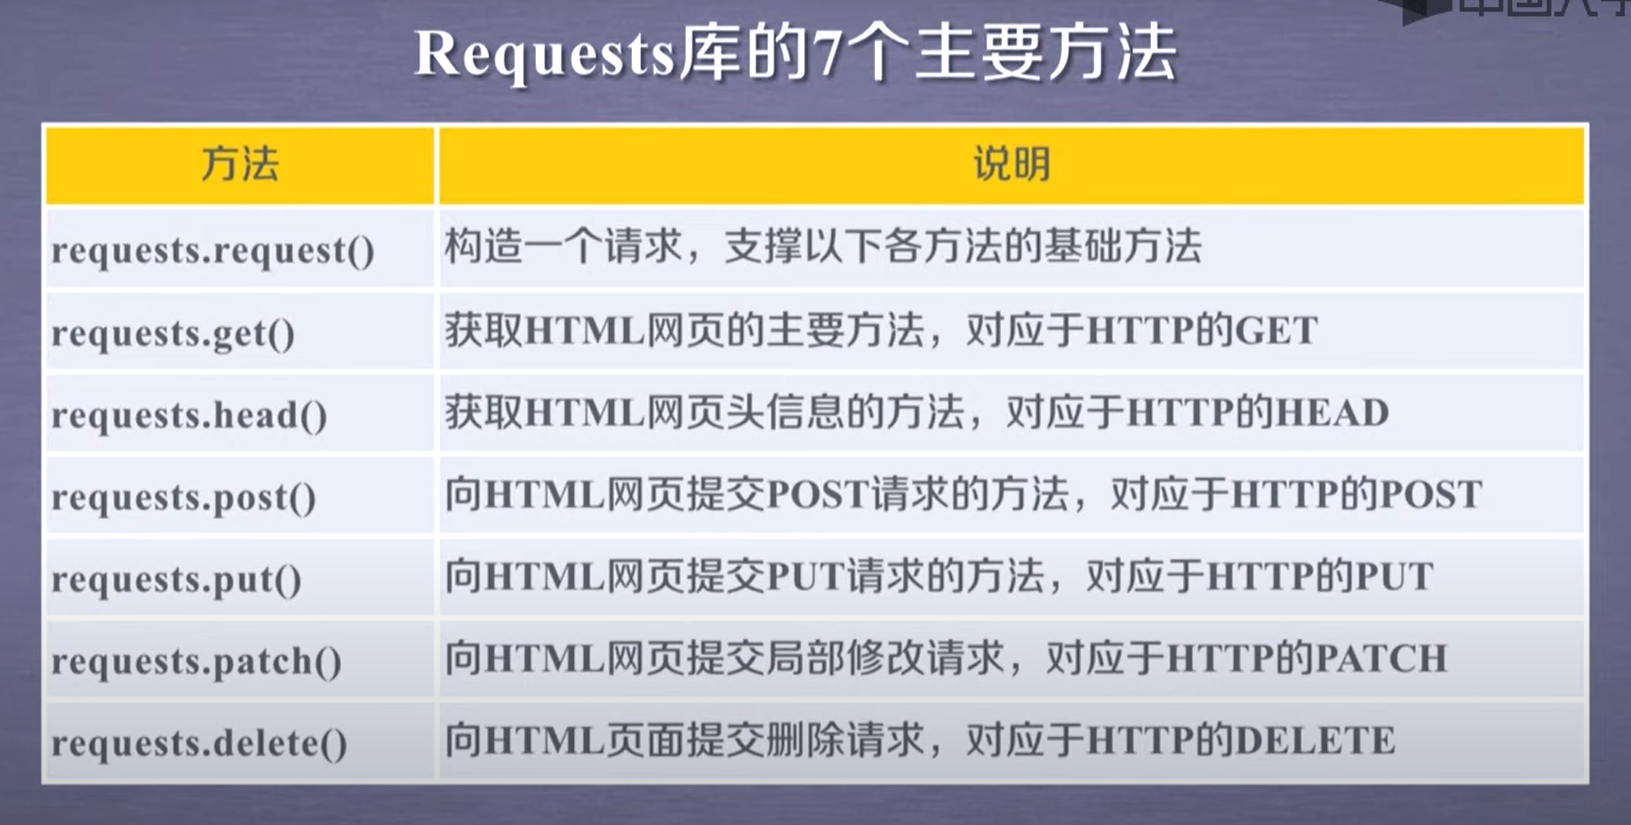 Requests库的7个主要方法
方法 说明
requests.request() 构造一个请求，支撑以下各方法的基础方法
requests.get() 获取HTML网页的主要方法，对应于HTTP的GET
requests.head() 获取HTML网页头信息的方法，对应于HTTP的HEAD
requests.post() 向HTML网页提交POST请求的方法，对应于HTTP的POST
requests.put() 向HTML网页提交PUT请求的方法，对应于HTTP的PUT
requests.patch() 向HTML网页提交局部修改请求，对应于HTTP的PATCH
requests.delete() 向HTML页面提交删除请求，对应于HTTP的DELETE